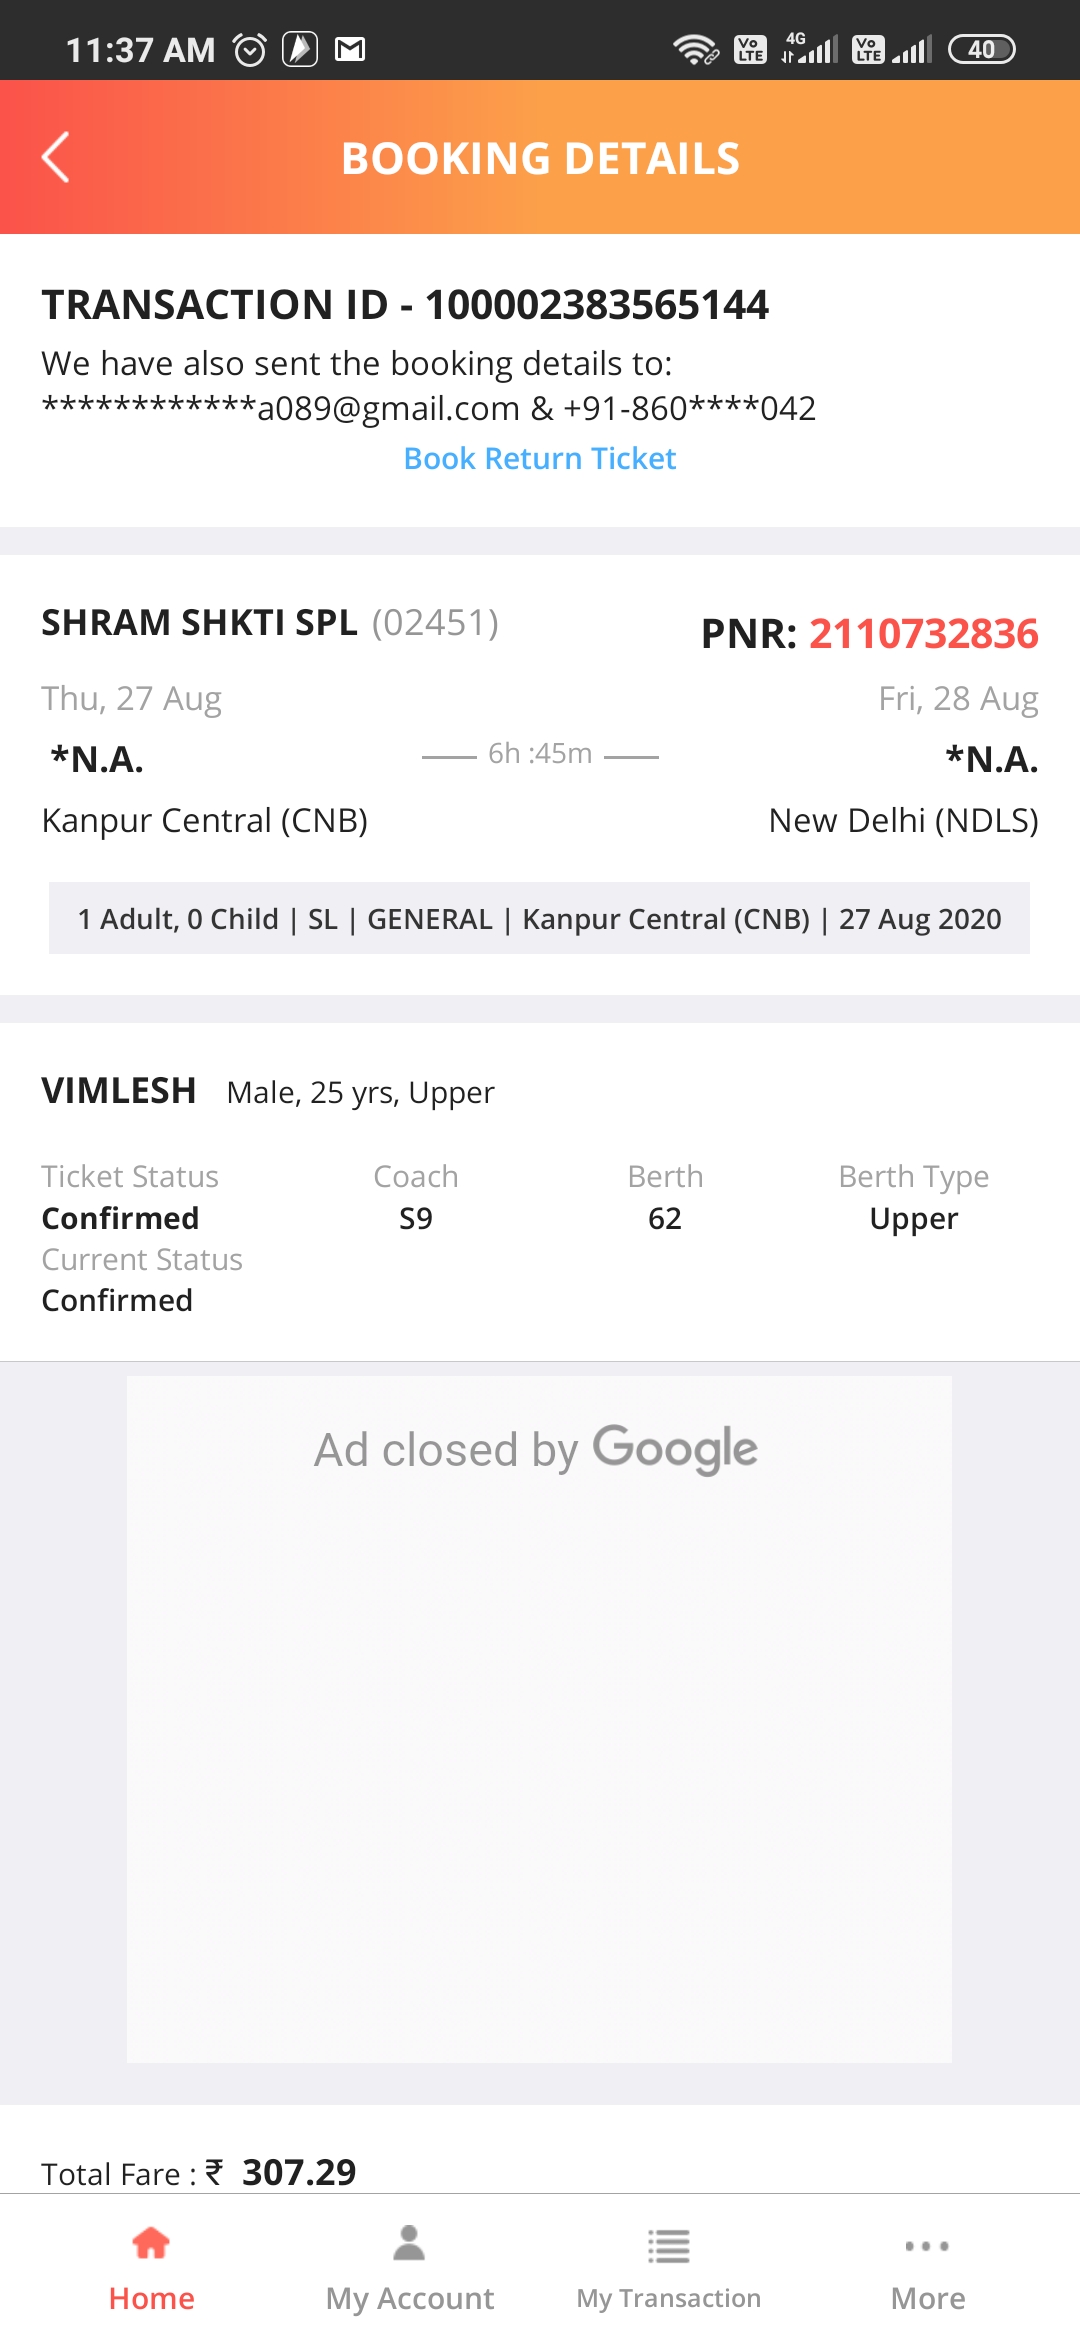 11:37 AM
Vo LTE 4G Vo LTE 40
BOOKING DETAILS
TRANSACTION ID - 100002383565144
We have also sent the booking details to:
************a089@gmail.com & +91-860****042
Book Return Ticket
SHRAM SHKTI SPL (02451)
PNR: 2110732836
Thu, 27 Aug
Fri, 28 Aug
*N.A.
6h :45m
*N.A.
Kanpur Central (CNB)
New Delhi (NDLS)
1 Adult, 0 Child | SL | GENERAL | Kanpur Central (CNB) | 27 Aug 2020
VIMLESH Male, 25 yrs, Upper
Ticket Status Coach Berth Berth Type
Confirmed S9 62 Upper
Current Status
Confirmed
Ad closed by Google
Total Fare : ₹ 307.29
Home My Account My Transaction More